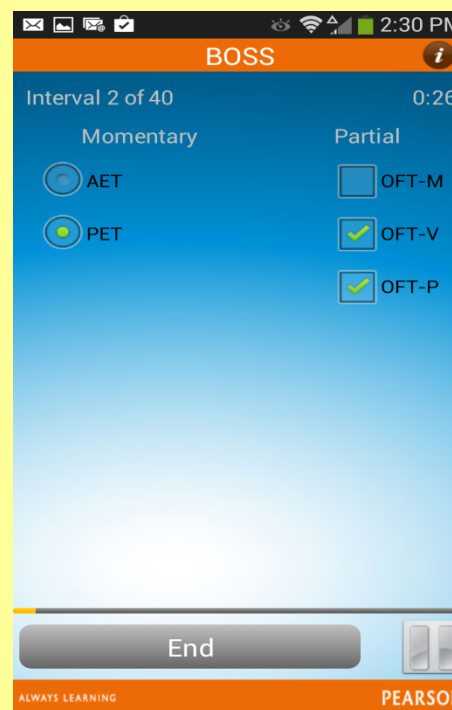 2:30 PM
BOSS
i
Interval 2 of 40 0:26
Momentary Partial
AET OFT-M
PET OFT-V
OFT-P
End
ALWAYS LEARNING PEARSON